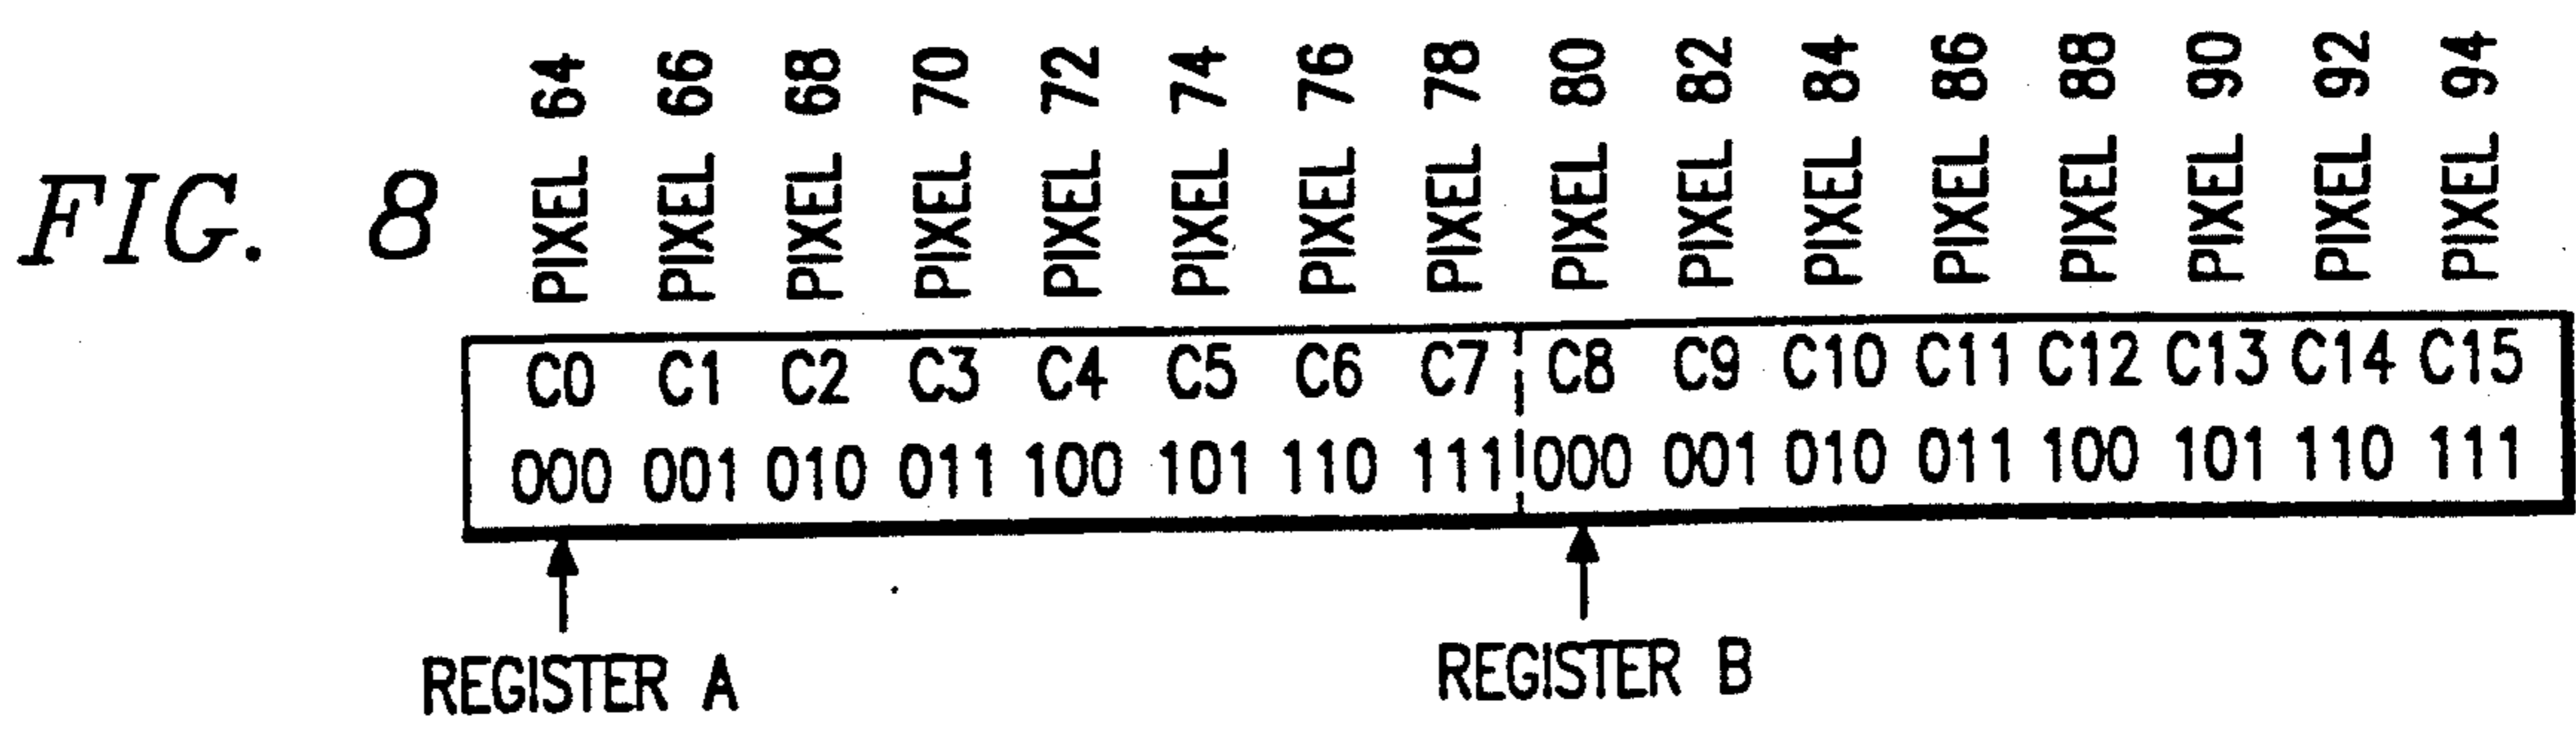 FIG. 8
PIXEL 64
PIXEL 66
PIXEL 68
PIXEL 70
PIXEL 72
PIXEL 74
PIXEL 76
PIXEL 78
PIXEL 80
PIXEL 82
PIXEL 84
PIXEL 86
PIXEL 88
PIXEL 90
PIXEL 92
PIXEL 94
C0 C1 C2 C3 C4 C5 C6 C7 C8 C9 C10 C11 C12 C13 C14 C15
000 001 010 011 100 101 110 111 000 001 010 011 100 101 110 111
REGISTER A
REGISTER B